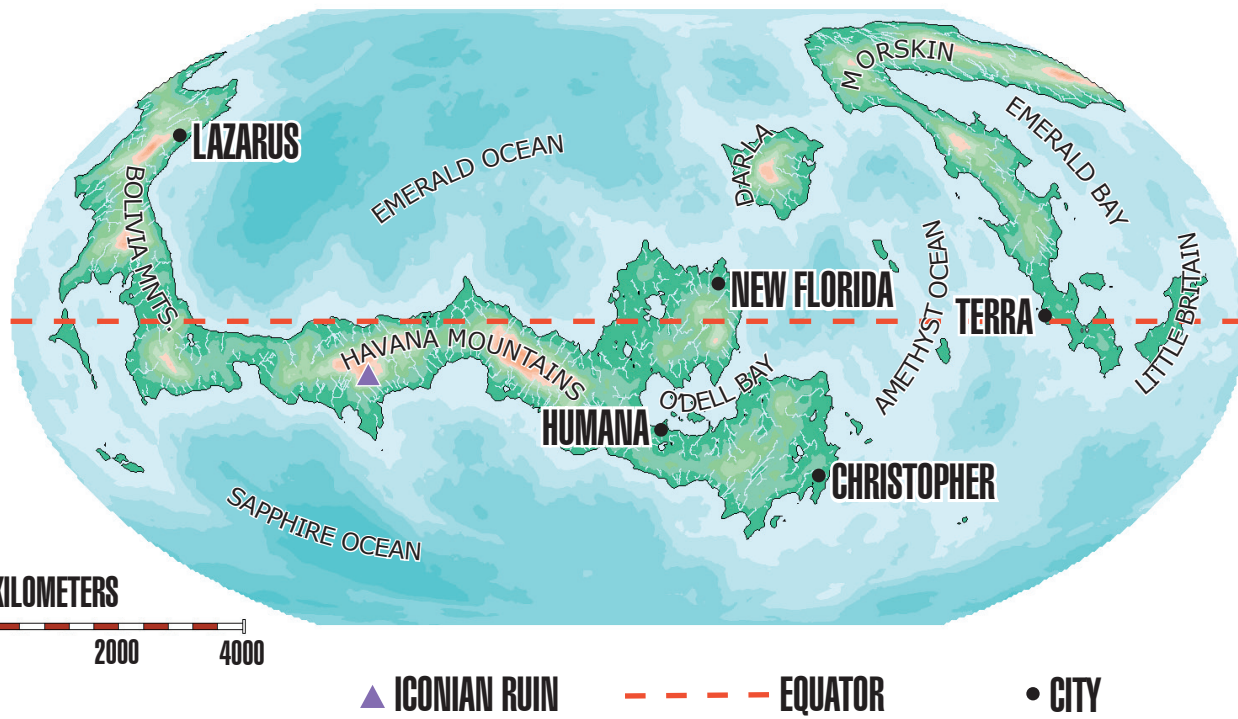 MORSKIN
EMERALD BAY
LAZARUS
DARLA
EMERALD OCEAN
BOLIVIA MNTS.
NEW FLORIDA
AMETHYST OCEAN
TERRA
LITTLE BRITAIN
HAVANA MOUNTAINS
O'DELL BAY
HUMANA
CHRISTOPHER
SAPPHIRE OCEAN
KILOMETERS
2000 4000
ICONIAN RUIN EQUATOR CITY